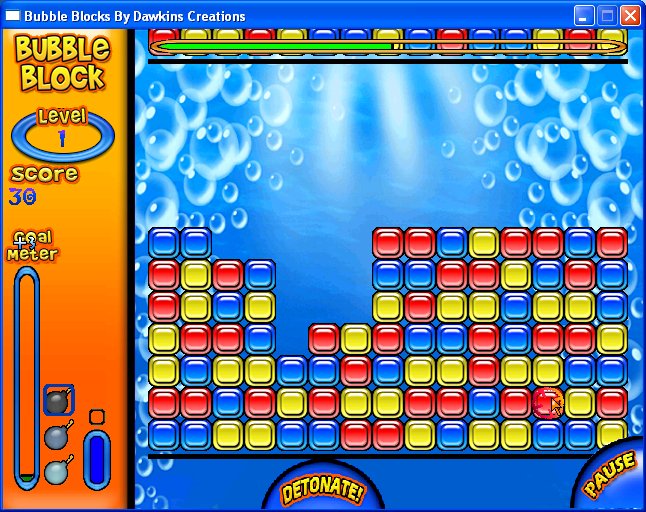 Bubble Blocks By Dawkins Creations
BUBBLE
BLOCK
Level
1
Score
30
Goal
Meter
DETONATE!
PAUSE